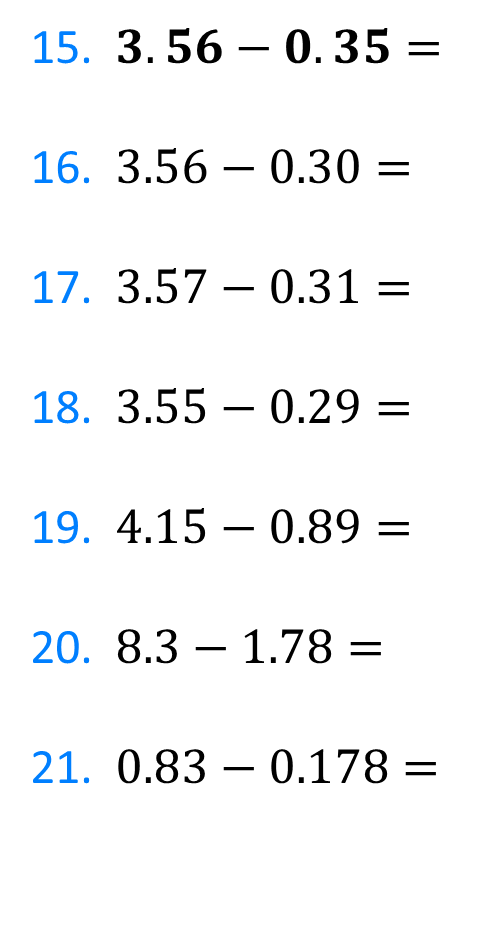 15. 3.56 − 0.35 =
16. 3.56 − 0.30 =
17. 3.57 − 0.31 =
18. 3.55 − 0.29 =
19. 4.15 − 0.89 =
20. 8.3 − 1.78 =
21. 0.83 − 0.178 =